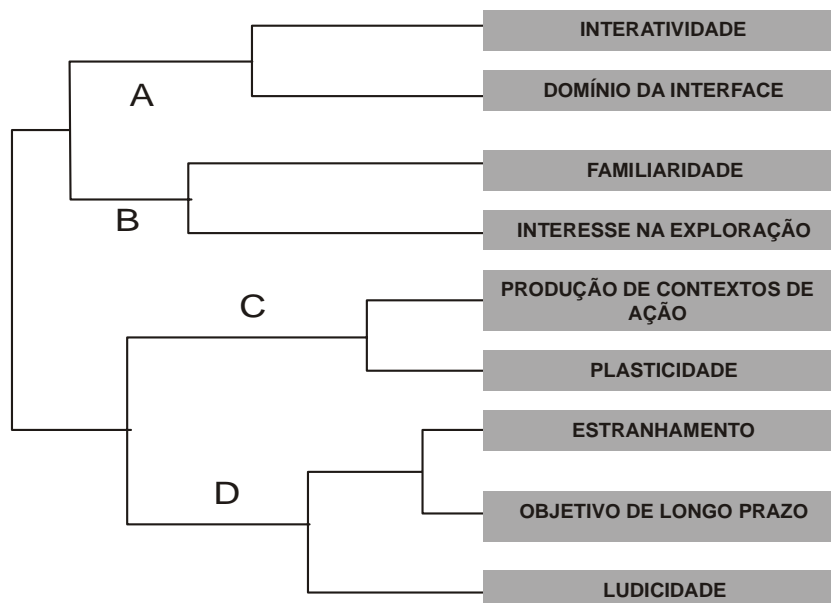 INTERATIVIDADE
A
DOMÍNIO DA INTERFACE
FAMILIARIDADE
B
INTERESSE NA EXPLORAÇÃO
C
PRODUÇÃO DE CONTEXTOS DE
AÇÃO
PLASTICIDADE
ESTRANHAMENTO
D
OBJETIVO DE LONGO PRAZO
LUDICIDADE